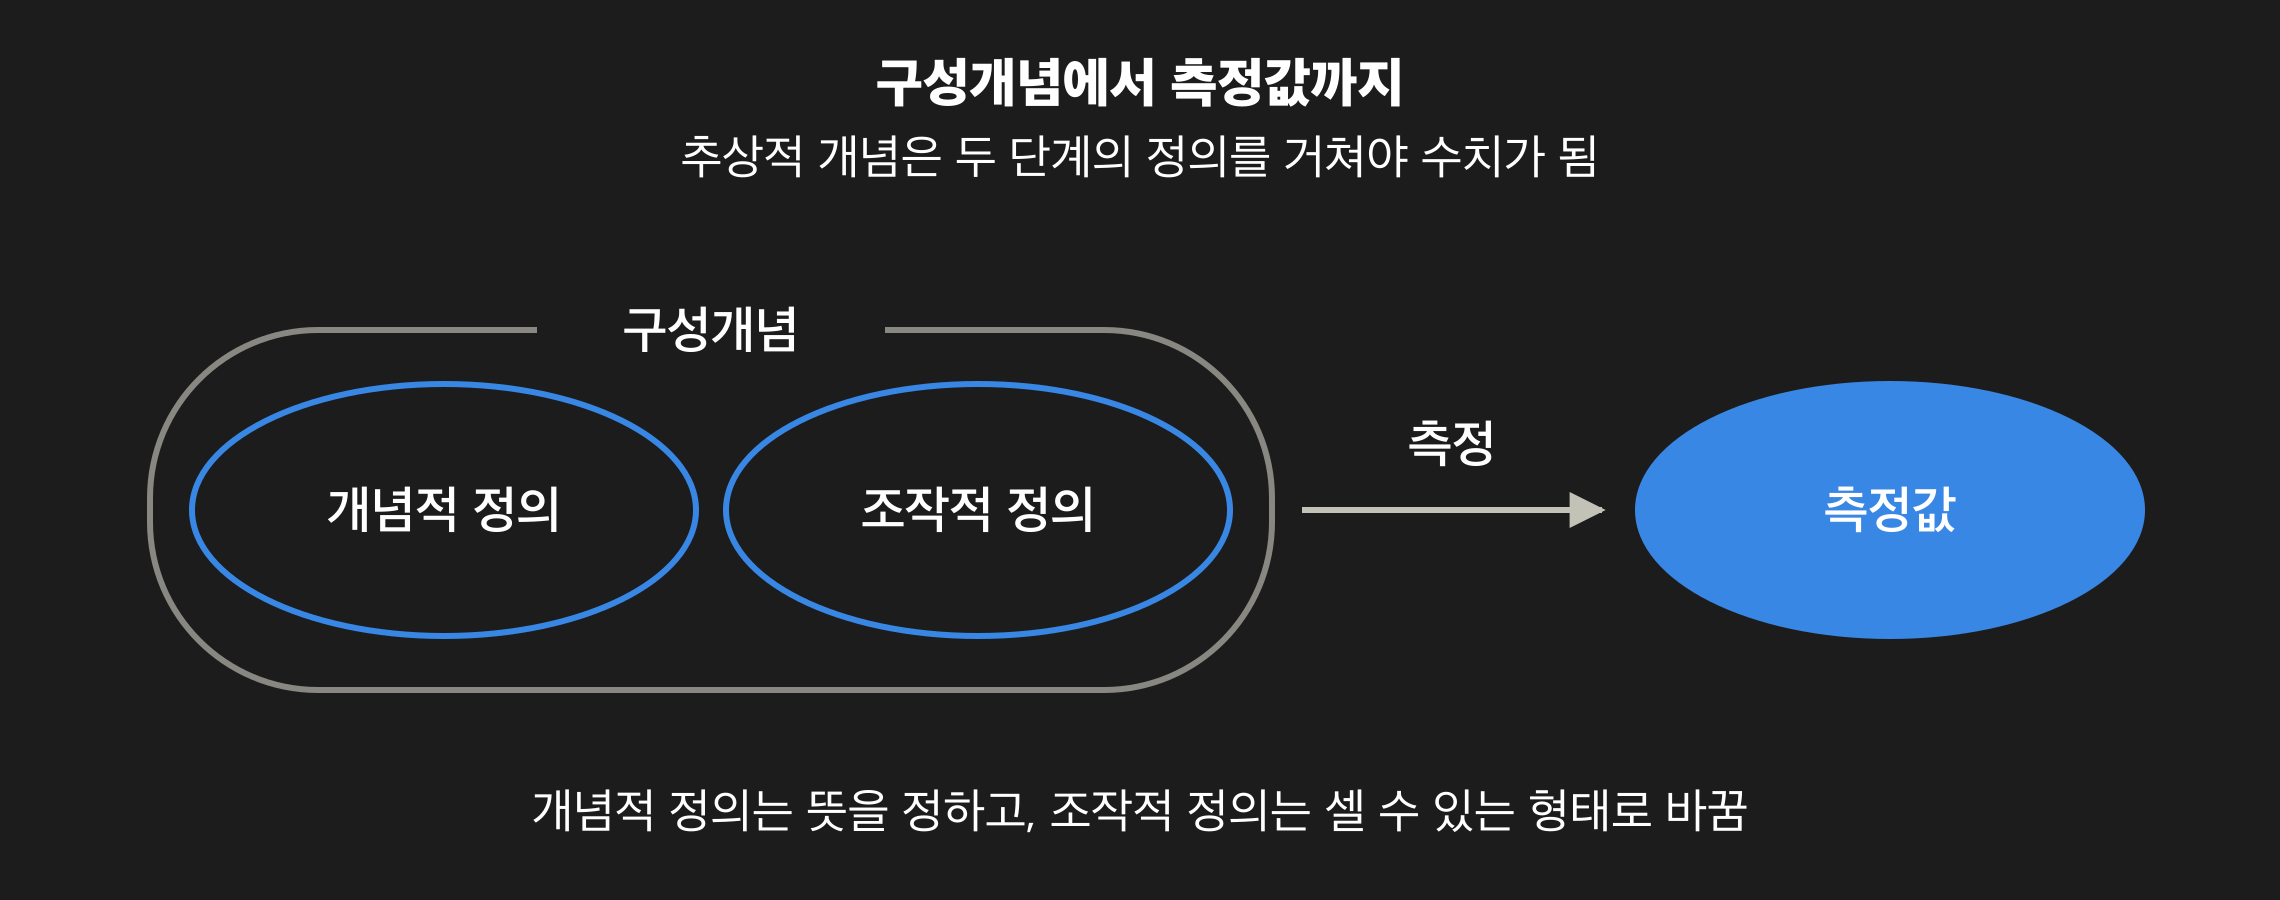 구성개념에서 측정값까지
추상적 개념은 두 단계의 정의를 거쳐야 수치가 됨
구성개념
개념적 정의
조작적 정의
측정
측정값
개념적 정의는 뜻을 정하고, 조작적 정의는 셀 수 있는 형태로 바꿈